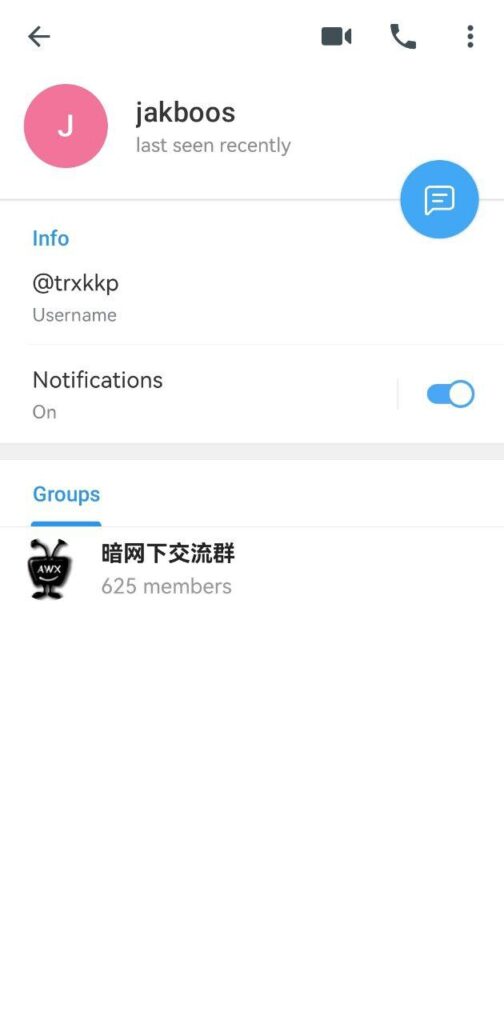 J
jakboos
last seen recently
Info
@trxkkp
Username
Notifications
On
Groups
AWX
暗网下交流群
625 members